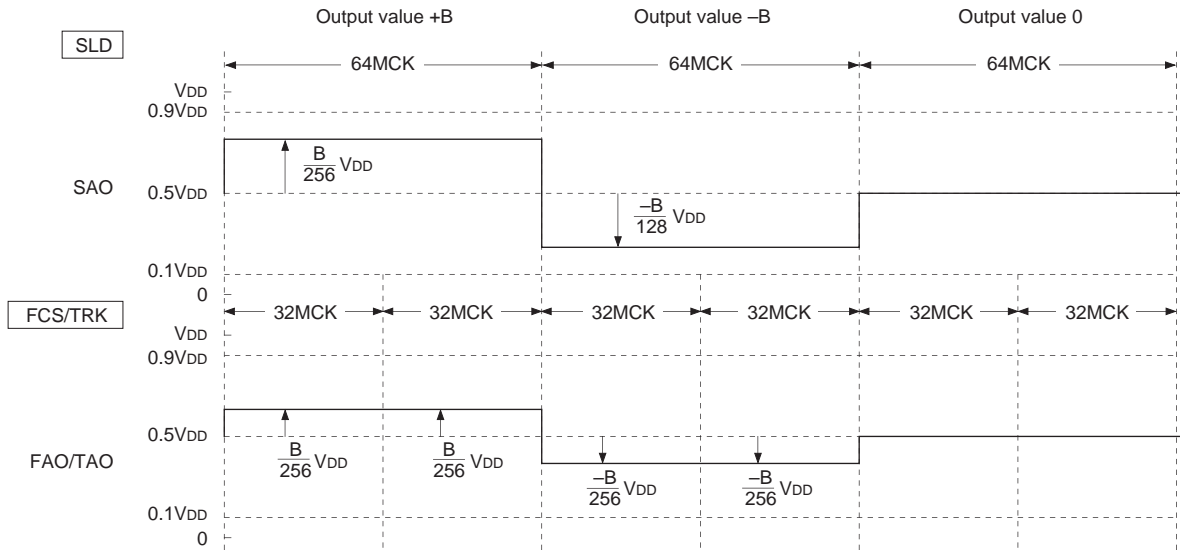 Output value +B Output value –B Output value 0
SLD
64MCK 64MCK 64MCK
VDD
0.9VDD
B/256 VDD
SAO
0.5VDD
–B/128 VDD
0.1VDD
0
FCS/TRK
32MCK 32MCK 32MCK 32MCK 32MCK 32MCK
VDD
0.9VDD
0.5VDD
FAO/TAO
B/256 VDD B/256 VDD –B/256 VDD –B/256 VDD
0.1VDD
0